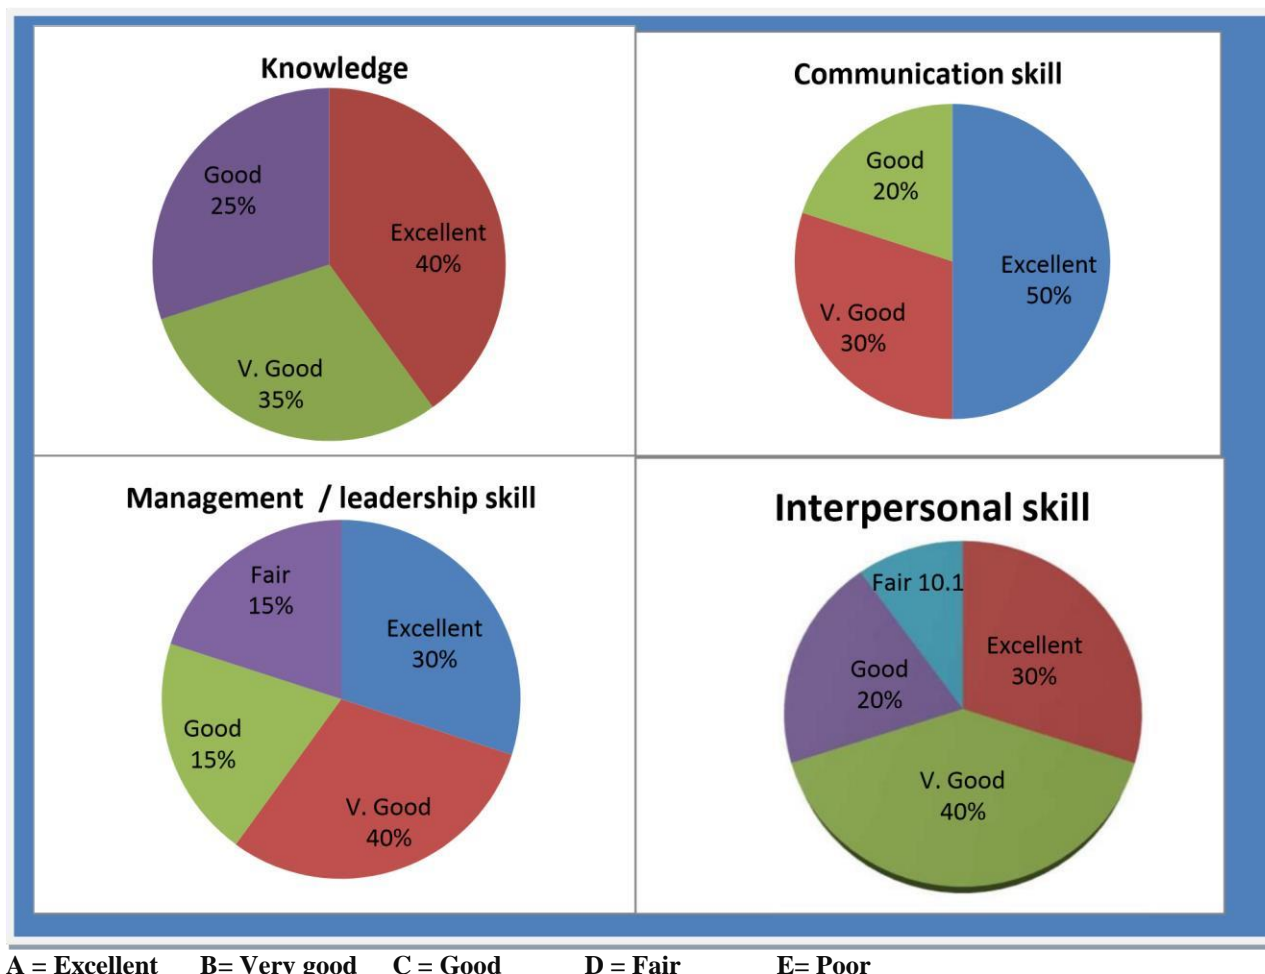 Knowledge
Good
25%
Excellent
40%
V. Good
35%
Communication skill
Good
20%
Excellent
50%
V. Good
30%
Management / leadership skill
Fair
15%
Excellent
30%
Good
15%
V. Good
40%
Interpersonal skill
Fair 10.1
Excellent
30%
Good
20%
V. Good
40%
A = Excellent B= Very good C = Good D = Fair E= Poor